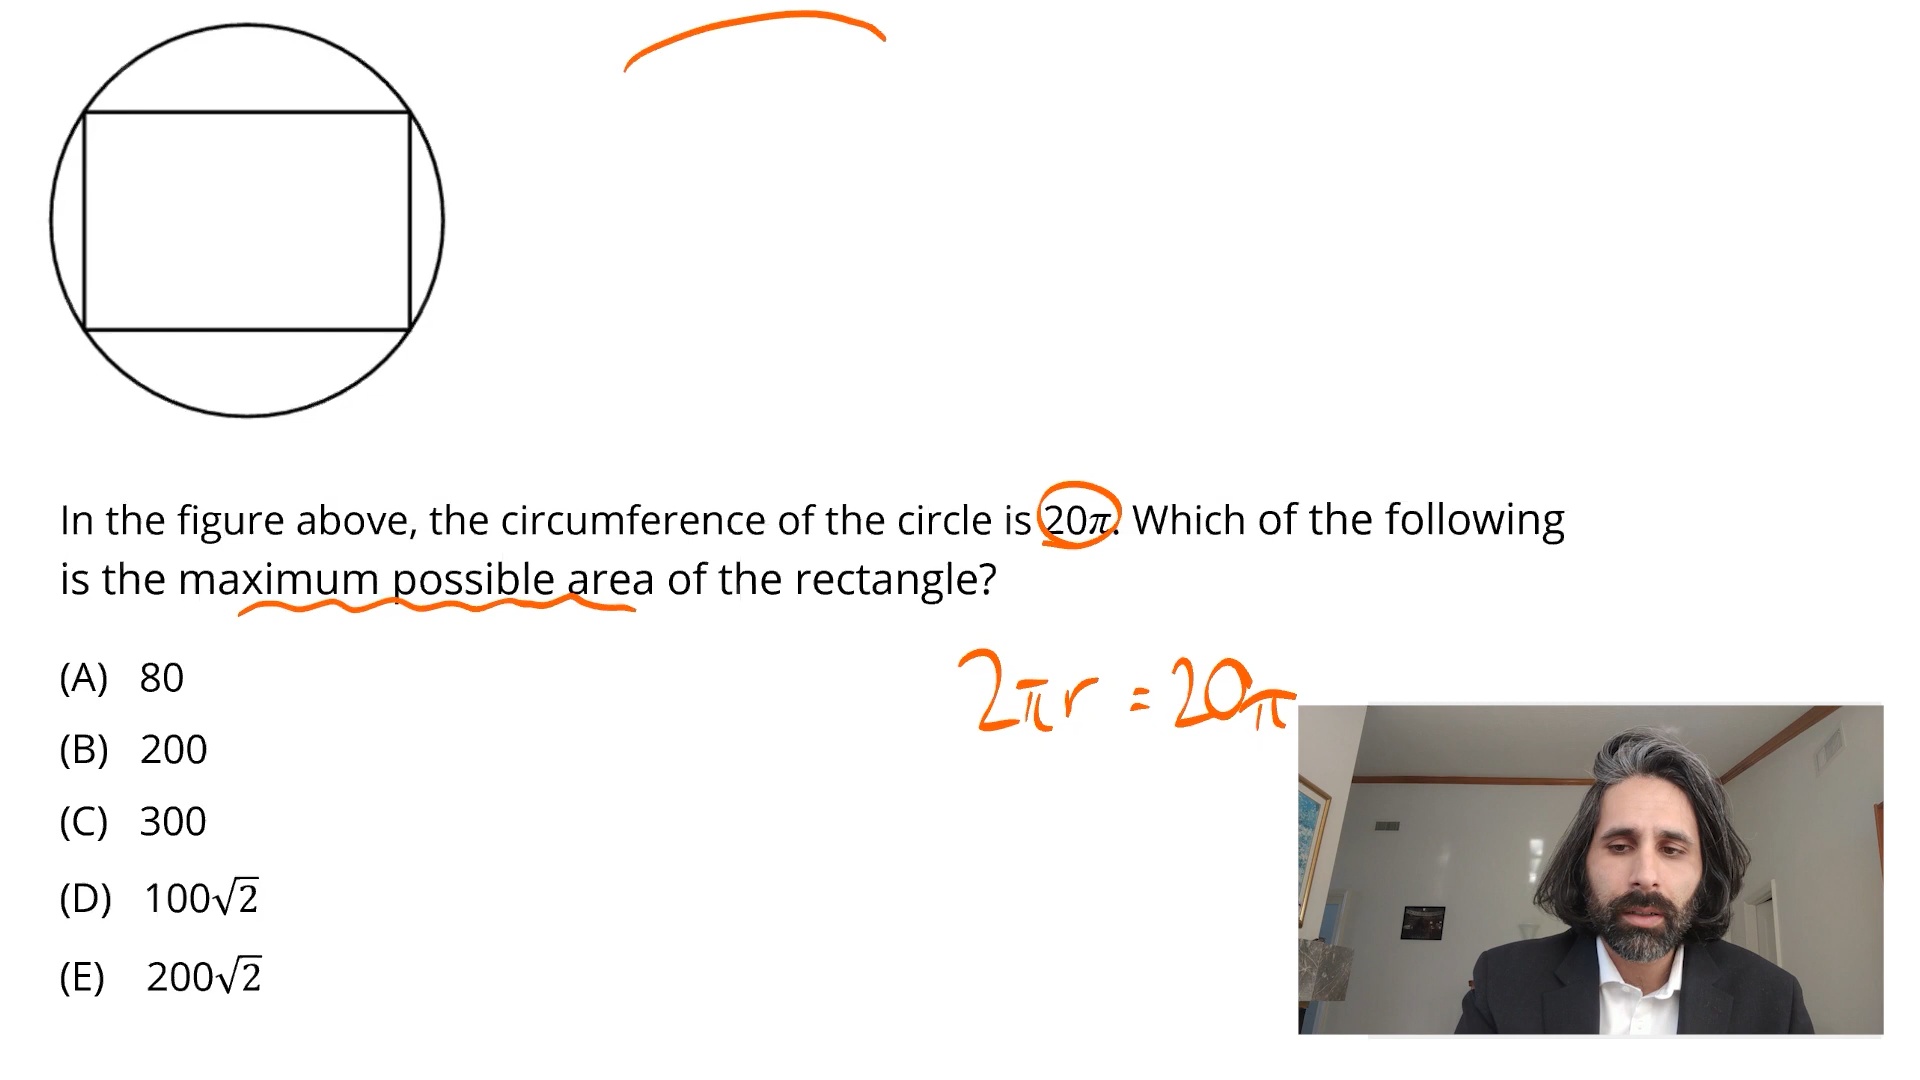 In the figure above, the circumference of the circle is 20π. Which of the following
is the maximum possible area of the rectangle?
(A) 80
2πr = 20π
(B) 200
(C) 300
(D) 100√2
(E) 200√2